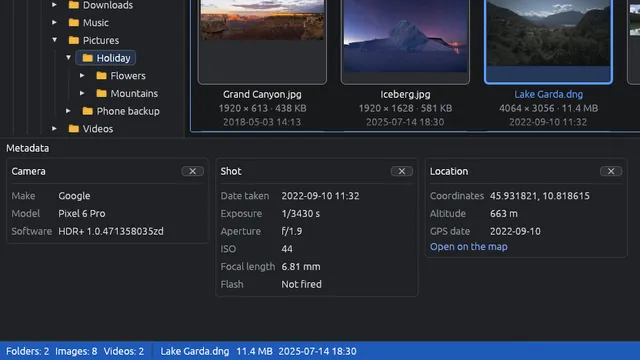 Downloads
Music
Pictures
Holiday
Flowers
Mountains
Phone backup
Videos
Grand Canyon.jpg
1920 × 613 · 438 KB
2018-05-03 14:13
Iceberg.jpg
1920 × 1628 · 581 KB
2025-07-14 18:30
Lake Garda.dng
4064 × 3056 · 11.4 MB
2022-09-10 11:32
Metadata
Camera
Make Google
Model Pixel 6 Pro
Software HDR+ 1.0.471358035zd
Shot
Date taken 2022-09-10 11:32
Exposure 1/3430 s
Aperture f/1.9
ISO 44
Focal length 6.81 mm
Flash Not fired
Location
Coordinates 45.931821, 10.818615
Altitude 663 m
GPS date 2022-09-10
Open on the map
Folders: 2 Images: 8 Videos: 2 Lake Garda.dng 11.4 MB 2025-07-14 18:30